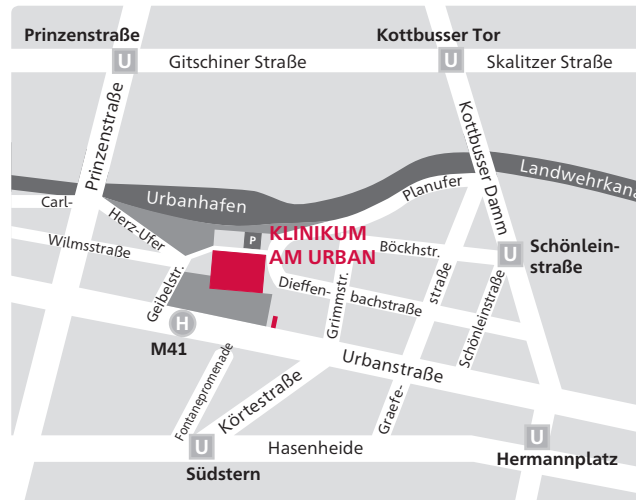 Prinzenstraße
Kottbusser Tor
U
Gitschiner Straße
U
Skalitzer Straße
Prinzenstraße
Kottbusser Damm
Landwehrkana
Urbanhafen
Planufer
Carl-
Herz-Ufer
P
KLINIKUM
AM URBAN
Wilmsstraße
Böckhstr.
U
Schönlein-
straße
Geibelstr.
Dieffen-
bachstraße
Grimmstr.
straße
Schönleinstraße
H
M41
Urbanstraße
Fontanepromenade
Körtestraße
Graefe-
U
Südstern
Hasenheide
U
Hermannplatz